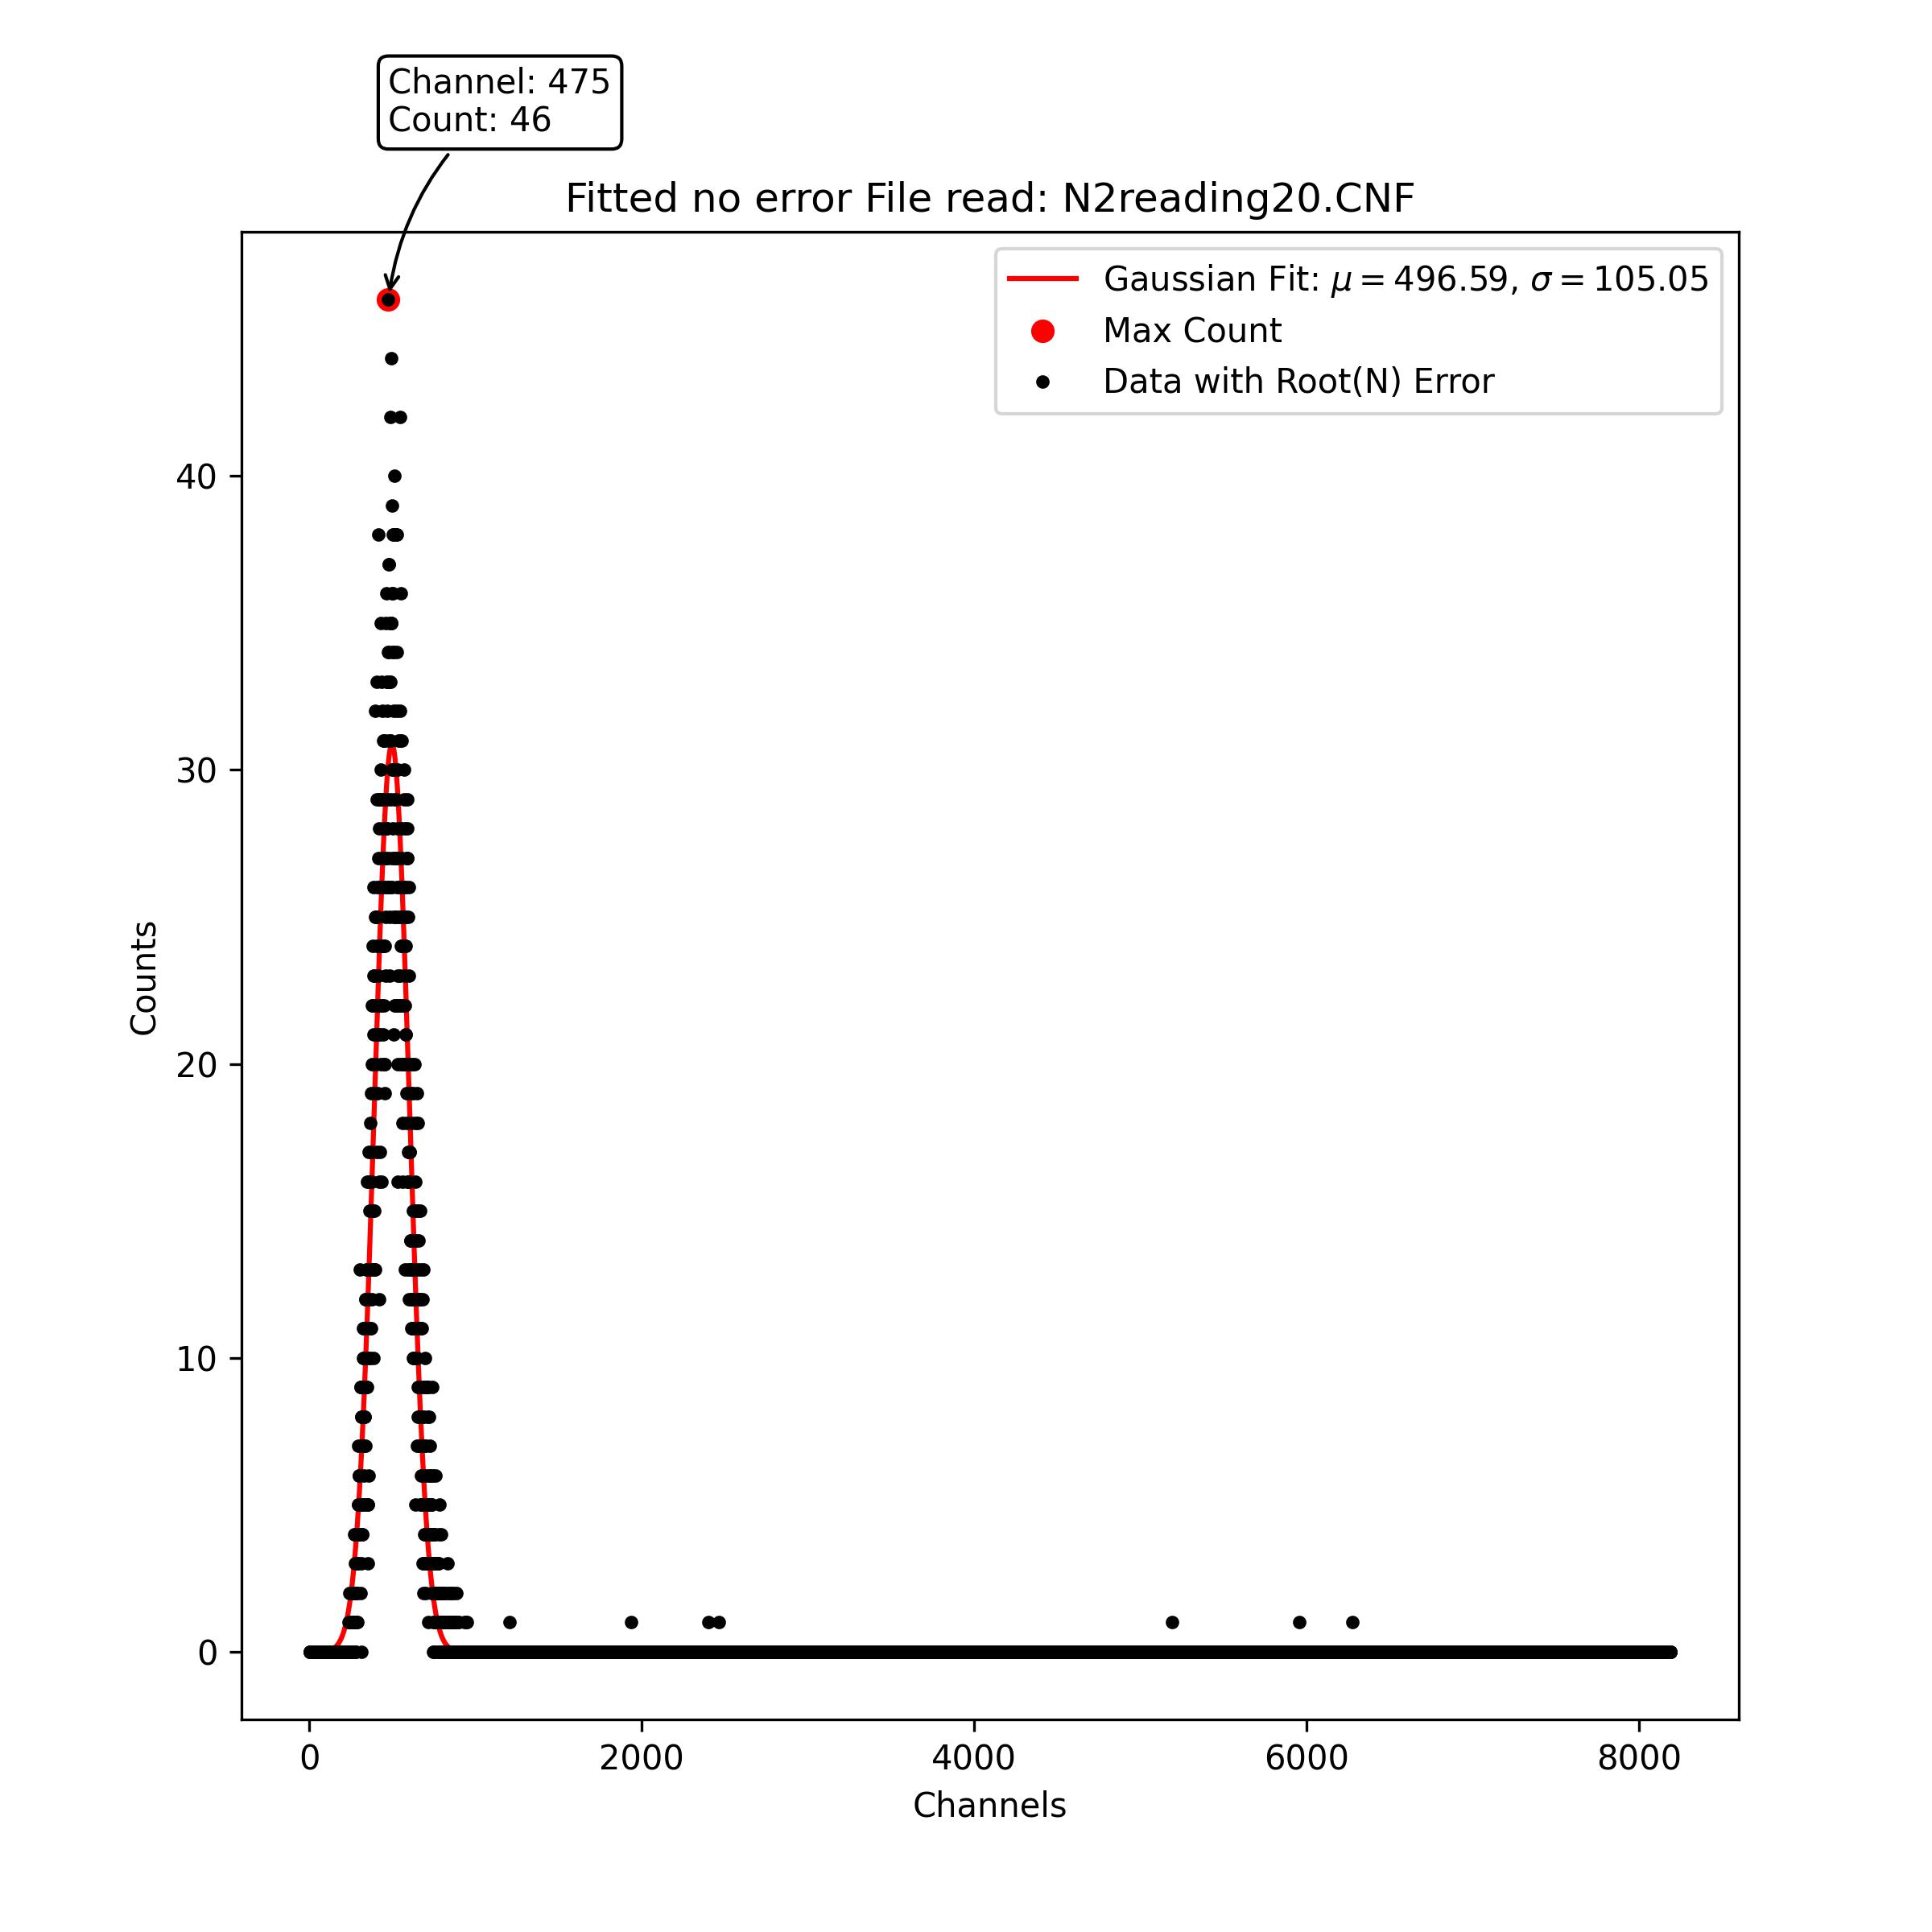 Channel: 475
Count: 46
Fitted no error File read: N2reading20.CNF
Gaussian Fit: μ = 496.59, σ = 105.05
Max Count
Data with Root(N) Error
Counts
40
30
20
10
0
0 2000 4000 6000 8000
Channels